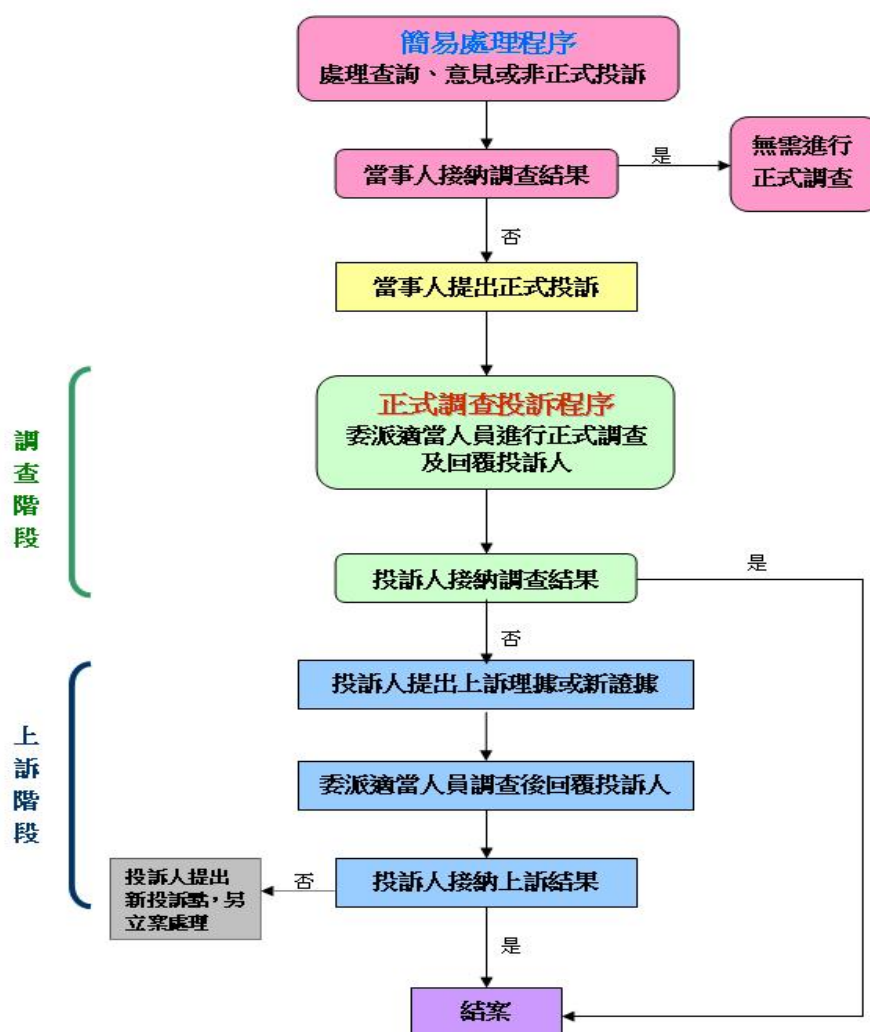 簡易處理程序
處理查詢、意見或非正式投訴
當事人接納調查結果
是
無需進行
正式調查
否
當事人提出正式投訴
調查階段
正式調查投訴程序
委派適當人員進行正式調查
及回覆投訴人
投訴人接納調查結果
是
否
上訴階段
投訴人提出上訴理據或新證據
委派適當人員調查後回覆投訴人
投訴人接納上訴結果
否
投訴人提出
新投訴點，另
立案處理
是
結案